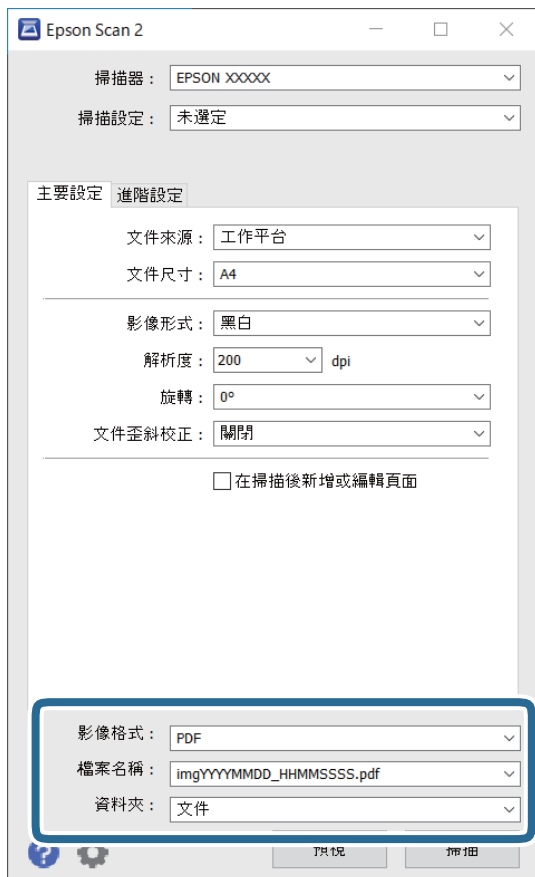 Epson Scan 2
掃描器： EPSON XXXXX
掃描設定： 未選定
主要設定 進階設定
文件來源： 工作平台
文件尺寸： A4
影像形式： 黑白
解析度： 200 dpi
旋轉： 0°
文件歪斜校正： 關閉
在掃描後新增或編輯頁面
影像格式： PDF
檔案名稱： imgYYYYMMDD_HHMMSSSS.pdf
資料夾： 文件
預視 掃描